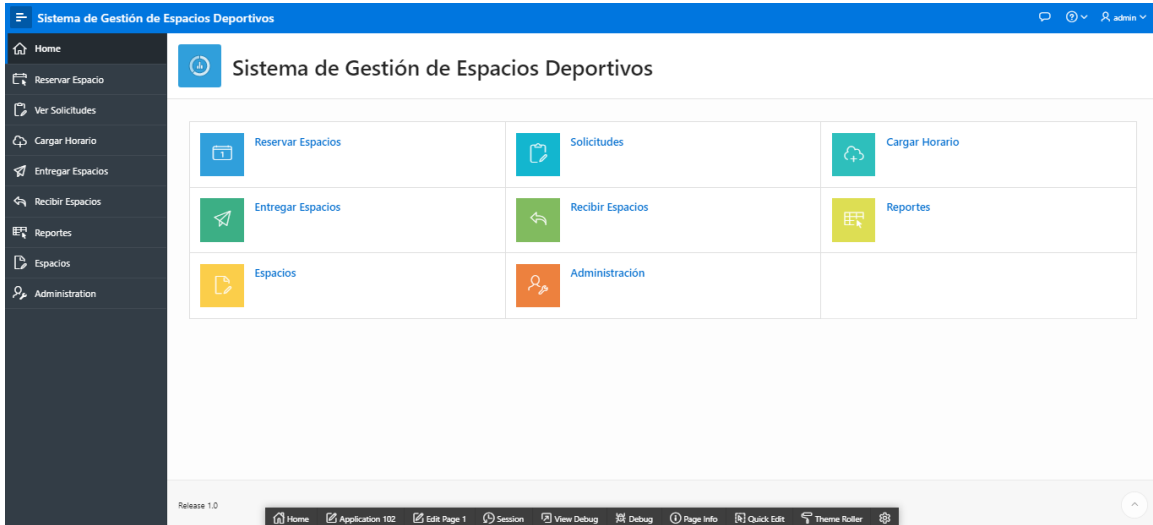 Sistema de Gestión de Espacios Deportivos
admin
Home
Reservar Espacio
Ver Solicitudes
Cargar Horario
Entregar Espacios
Recibir Espacios
Reportes
Espacios
Administration
Sistema de Gestión de Espacios Deportivos
Reservar Espacios
Solicitudes
Cargar Horario
Entregar Espacios
Recibir Espacios
Reportes
Espacios
Administración
Release 1.0
Home Application 102 Edit Page 1 Session View Debug Debug Page Info Quick Edit Theme Roller